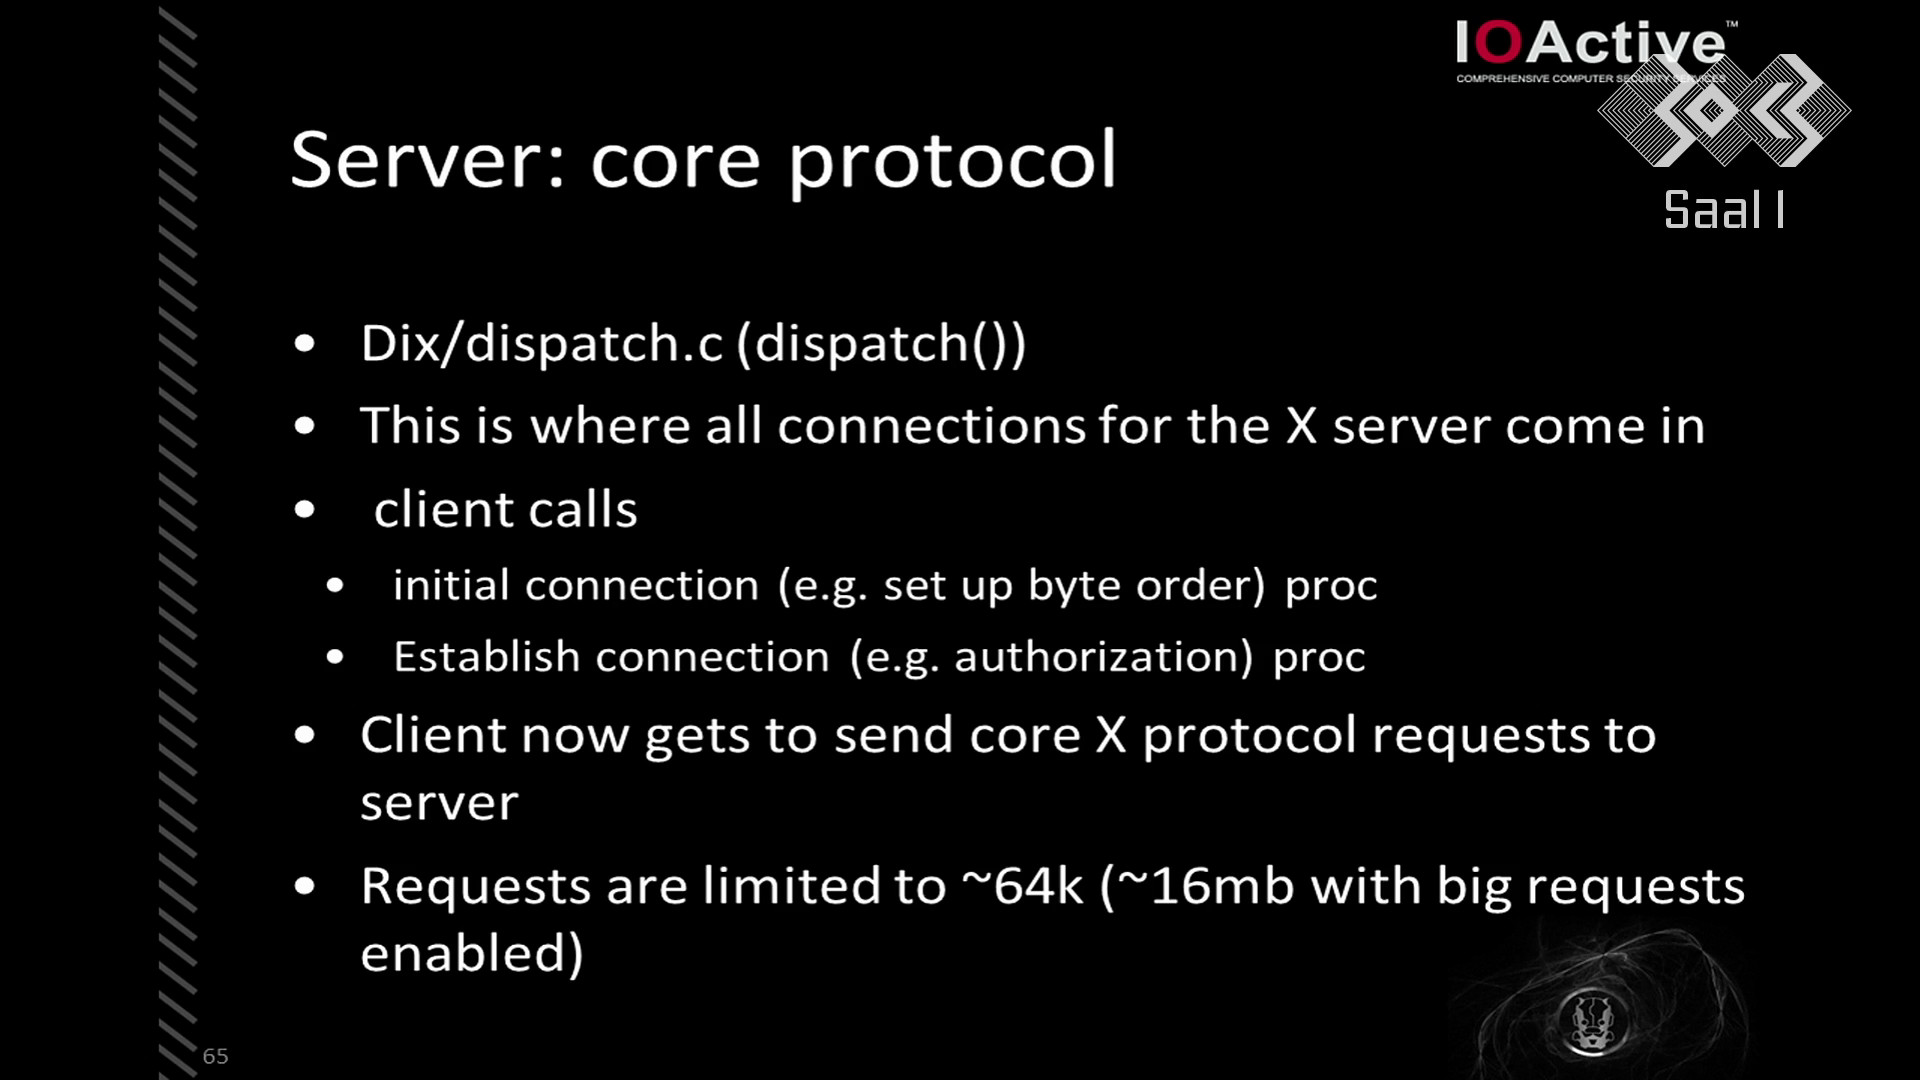 IOActive™
COMPREHENSIVE COMPUTER SECURITY SERVICES
Saal 1
Server: core protocol
• Dix/dispatch.c (dispatch())
• This is where all connections for the X server come in
• client calls
• initial connection (e.g. set up byte order) proc
• Establish connection (e.g. authorization) proc
• Client now gets to send core X protocol requests to
server
• Requests are limited to ~64k (~16mb with big requests
enabled)
65